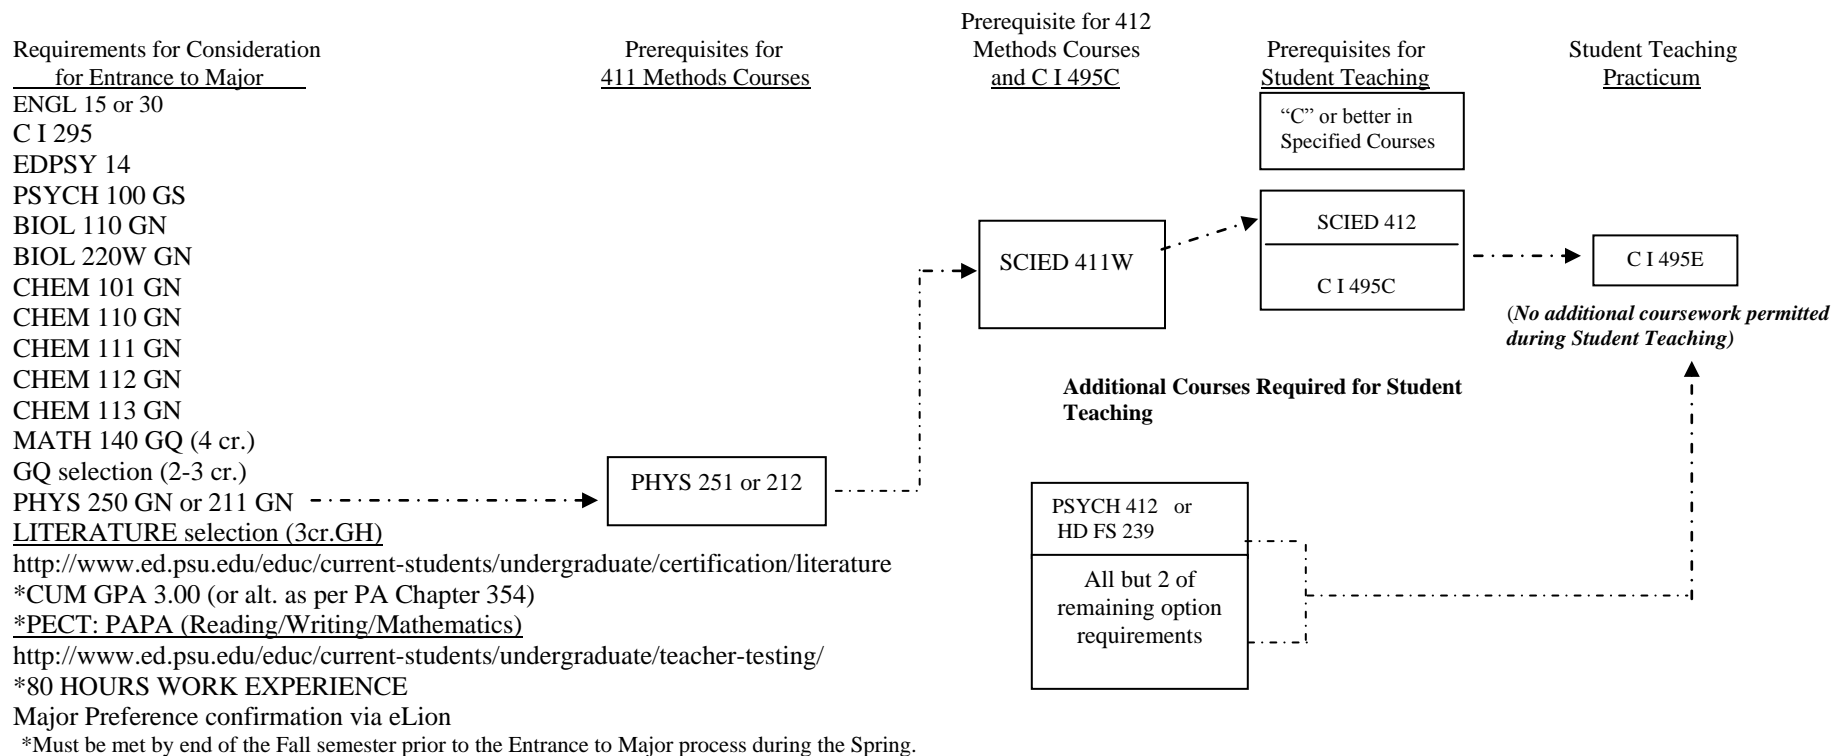 Requirements for Consideration
for Entrance to Major
ENGL 15 or 30
C I 295
EDPSY 14
PSYCH 100 GS
BIOL 110 GN
BIOL 220W GN
CHEM 101 GN
CHEM 110 GN
CHEM 111 GN
CHEM 112 GN
CHEM 113 GN
MATH 140 GQ (4 cr.)
GQ selection (2-3 cr.)
PHYS 250 GN or 211 GN
LITERATURE selection (3cr.GH)
http://www.ed.psu.edu/educ/current-students/undergraduate/certification/literature
*CUM GPA 3.00 (or alt. as per PA Chapter 354)
*PECT: PAPA (Reading/Writing/Mathematics)
http://www.ed.psu.edu/educ/current-students/undergraduate/teacher-testing/
*80 HOURS WORK EXPERIENCE
Major Preference confirmation via eLion
*Must be met by end of the Fall semester prior to the Entrance to Major process during the Spring.
Prerequisites for
411 Methods Courses
PHYS 251 or 212
Prerequisite for 412
Methods Courses
and C I 495C
SCIED 411W
Prerequisites for
Student Teaching
“C” or better in
Specified Courses
SCIED 412
C I 495C
Student Teaching
Practicum
C I 495E
(No additional coursework permitted
during Student Teaching)
Additional Courses Required for Student
Teaching
PSYCH 412 or
HD FS 239
All but 2 of
remaining option
requirements